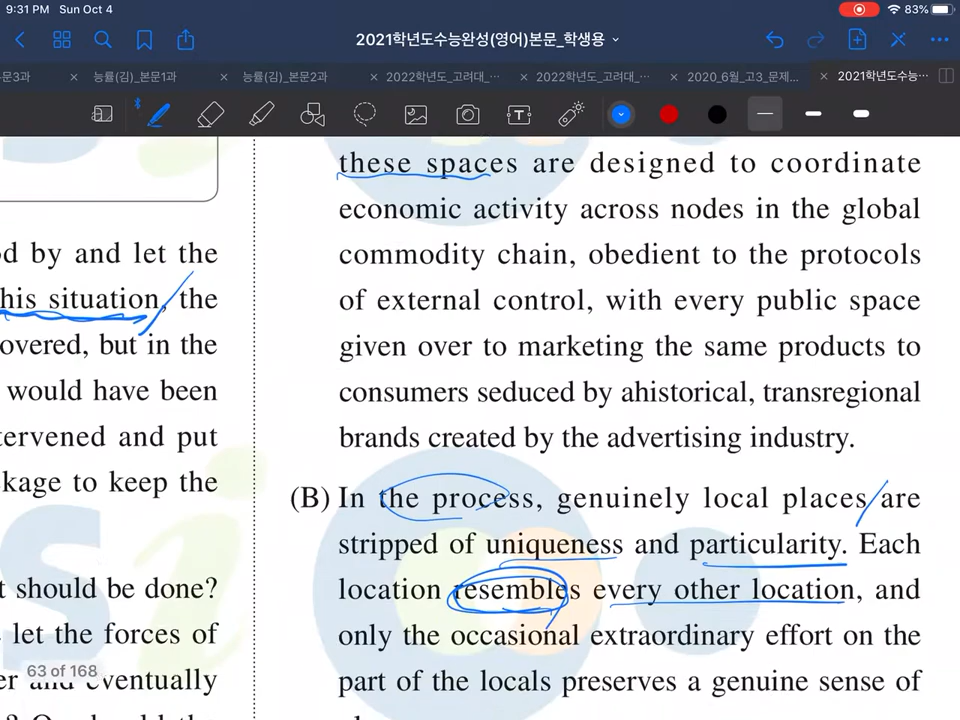 9:31 PM Sun Oct 4
83%
2021학년도수능완성(영어)본문_학생용
문3과
능률(김)_본문1과
능률(김)_본문2과
2022학년도_고려대_…
2022학년도_고려대_…
2020_6월_고3_문제…
2021학년도수능…
T
d by and let the
his situation, the
overed, but in the
would have been
tervened and put
kage to keep the
t should be done?
let the forces of
63 of 168
er and eventually
these spaces are designed to coordinate
economic activity across nodes in the global
commodity chain, obedient to the protocols
of external control, with every public space
given over to marketing the same products to
consumers seduced by ahistorical, transregional
brands created by the advertising industry.
(B) In the process, genuinely local places are
stripped of uniqueness and particularity. Each
location resembles every other location, and
only the occasional extraordinary effort on the
part of the locals preserves a genuine sense of